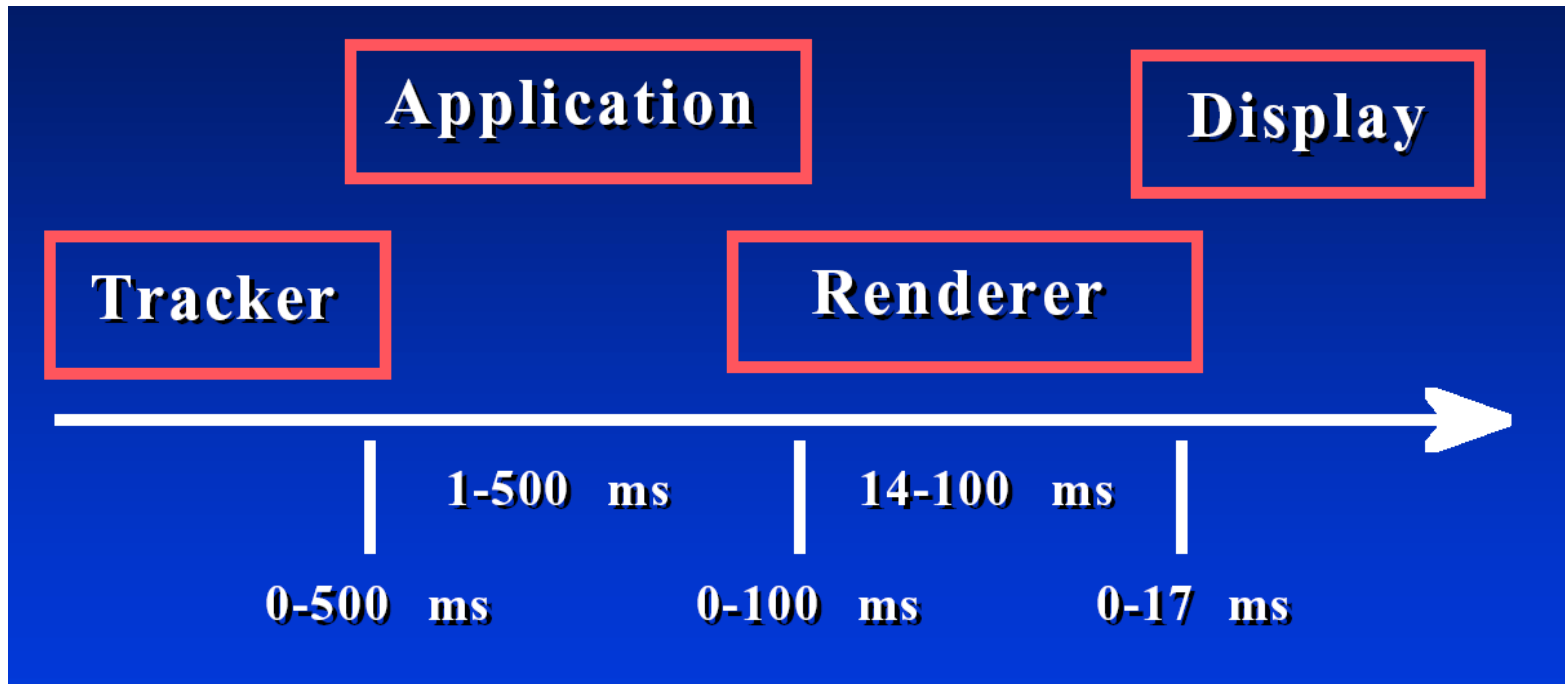 Application
Display
Tracker
Renderer
1-500 ms
14-100 ms
0-500 ms
0-100 ms
0-17 ms